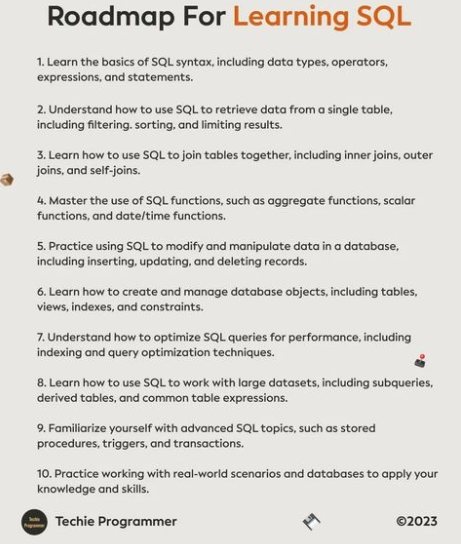 Roadmap For Learning SQL
1. Learn the basics of SQL syntax, including data types, operators,
expressions, and statements.
2. Understand how to use SQL to retrieve data from a single table,
including filtering. sorting, and limiting results.
3. Learn how to use SQL to join tables together, including inner joins, outer
joins, and self-joins.
4. Master the use of SQL functions, such as aggregate functions, scalar
functions, and date/time functions.
5. Practice using SQL to modify and manipulate data in a database,
including inserting, updating, and deleting records.
6. Learn how to create and manage database objects, including tables,
views, indexes, and constraints.
7. Understand how to optimize SQL queries for performance, including
indexing and query optimization techniques.
8. Learn how to use SQL to work with large datasets, including subqueries,
derived tables, and common table expressions.
9. Familiarize yourself with advanced SQL topics, such as stored
procedures, triggers, and transactions.
10. Practice working with real-world scenarios and databases to apply your
knowledge and skills.
Techie
Programmer
Techie Programmer
©2023